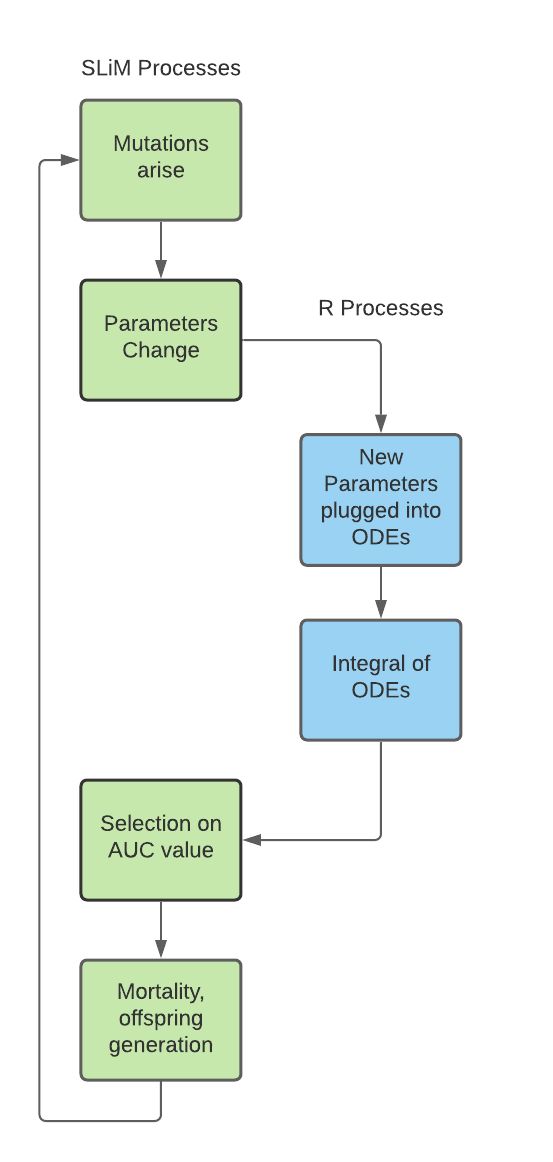 SLiM Processes
Mutations
arise
Parameters
Change
R Processes
New
Parameters
plugged into
ODEs
Integral of
ODEs
Selection on
AUC value
Mortality,
offspring
generation